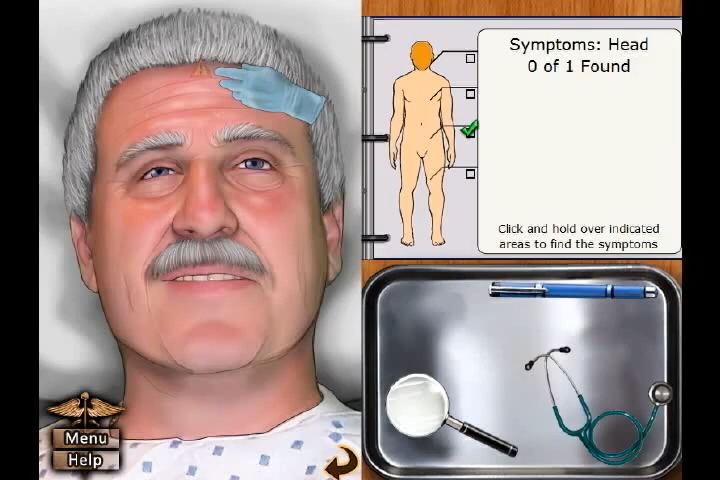 Symptoms: Head
0 of 1 Found
Click and hold over indicated
areas to find the symptoms
Menu
Help